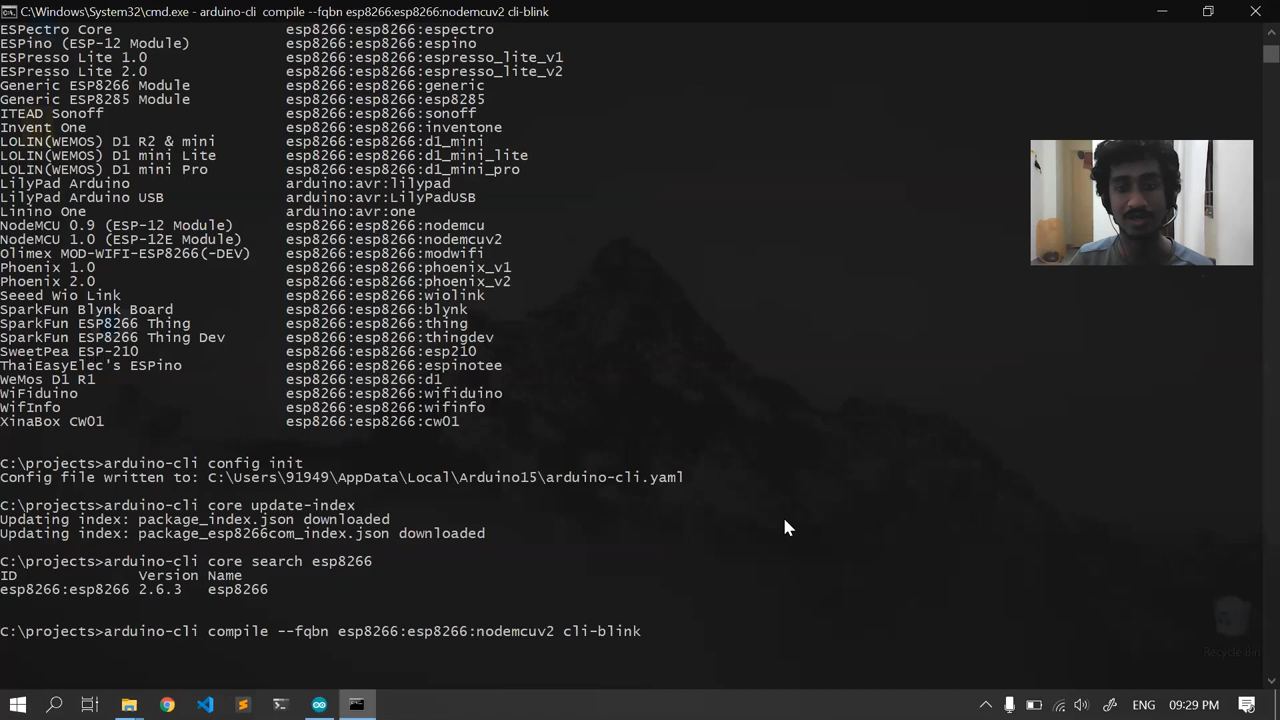 C:\Windows\System32\cmd.exe - arduino-cli  compile --fqbn esp8266:esp8266:nodemcuv2 cli-blink
ESPectro Core esp8266:esp8266:espectro
ESPino (ESP-12 Module) esp8266:esp8266:espino
ESPresso Lite 1.0 esp8266:esp8266:espresso_lite_v1
ESPresso Lite 2.0 esp8266:esp8266:espresso_lite_v2
Generic ESP8266 Module esp8266:esp8266:generic
Generic ESP8285 Module esp8266:esp8266:esp8285
ITEAD Sonoff esp8266:esp8266:sonoff
Invent One esp8266:esp8266:inventone
LOLIN(WEMOS) D1 R2 & mini esp8266:esp8266:d1_mini
LOLIN(WEMOS) D1 mini Lite esp8266:esp8266:d1_mini_lite
LOLIN(WEMOS) D1 mini Pro esp8266:esp8266:d1_mini_pro
LilyPad Arduino arduino:avr:lilypad
LilyPad Arduino USB arduino:avr:LilyPadUSB
Linino One arduino:avr:one
NodeMCU 0.9 (ESP-12 Module) esp8266:esp8266:nodemcu
NodeMCU 1.0 (ESP-12E Module) esp8266:esp8266:nodemcuv2
Olimex MOD-WIFI-ESP8266(-DEV) esp8266:esp8266:modwifi
Phoenix 1.0 esp8266:esp8266:phoenix_v1
Phoenix 2.0 esp8266:esp8266:phoenix_v2
Seeed Wio Link esp8266:esp8266:wiolink
SparkFun Blynk Board esp8266:esp8266:blynk
SparkFun ESP8266 Thing esp8266:esp8266:thing
SparkFun ESP8266 Thing Dev esp8266:esp8266:thingdev
SweetPea ESP-210 esp8266:esp8266:esp210
ThaiEasyElec's ESPino esp8266:esp8266:espinotee
WeMos D1 R1 esp8266:esp8266:d1
WiFiduino esp8266:esp8266:wifiduino
WifInfo esp8266:esp8266:wifinfo
XinaBox CW01 esp8266:esp8266:cw01
C:\projects>arduino-cli config init
Config file written to: C:\Users\91949\AppData\Local\Arduino15\arduino-cli.yaml
C:\projects>arduino-cli core update-index
Updating index: package_index.json downloaded
Updating index: package_esp8266com_index.json downloaded
C:\projects>arduino-cli core search esp8266
ID Version Name
esp8266:esp8266 2.6.3 esp8266
C:\projects>arduino-cli compile --fqbn esp8266:esp8266:nodemcuv2 cli-blink
Recycle Bin
ENG 09:29 PM